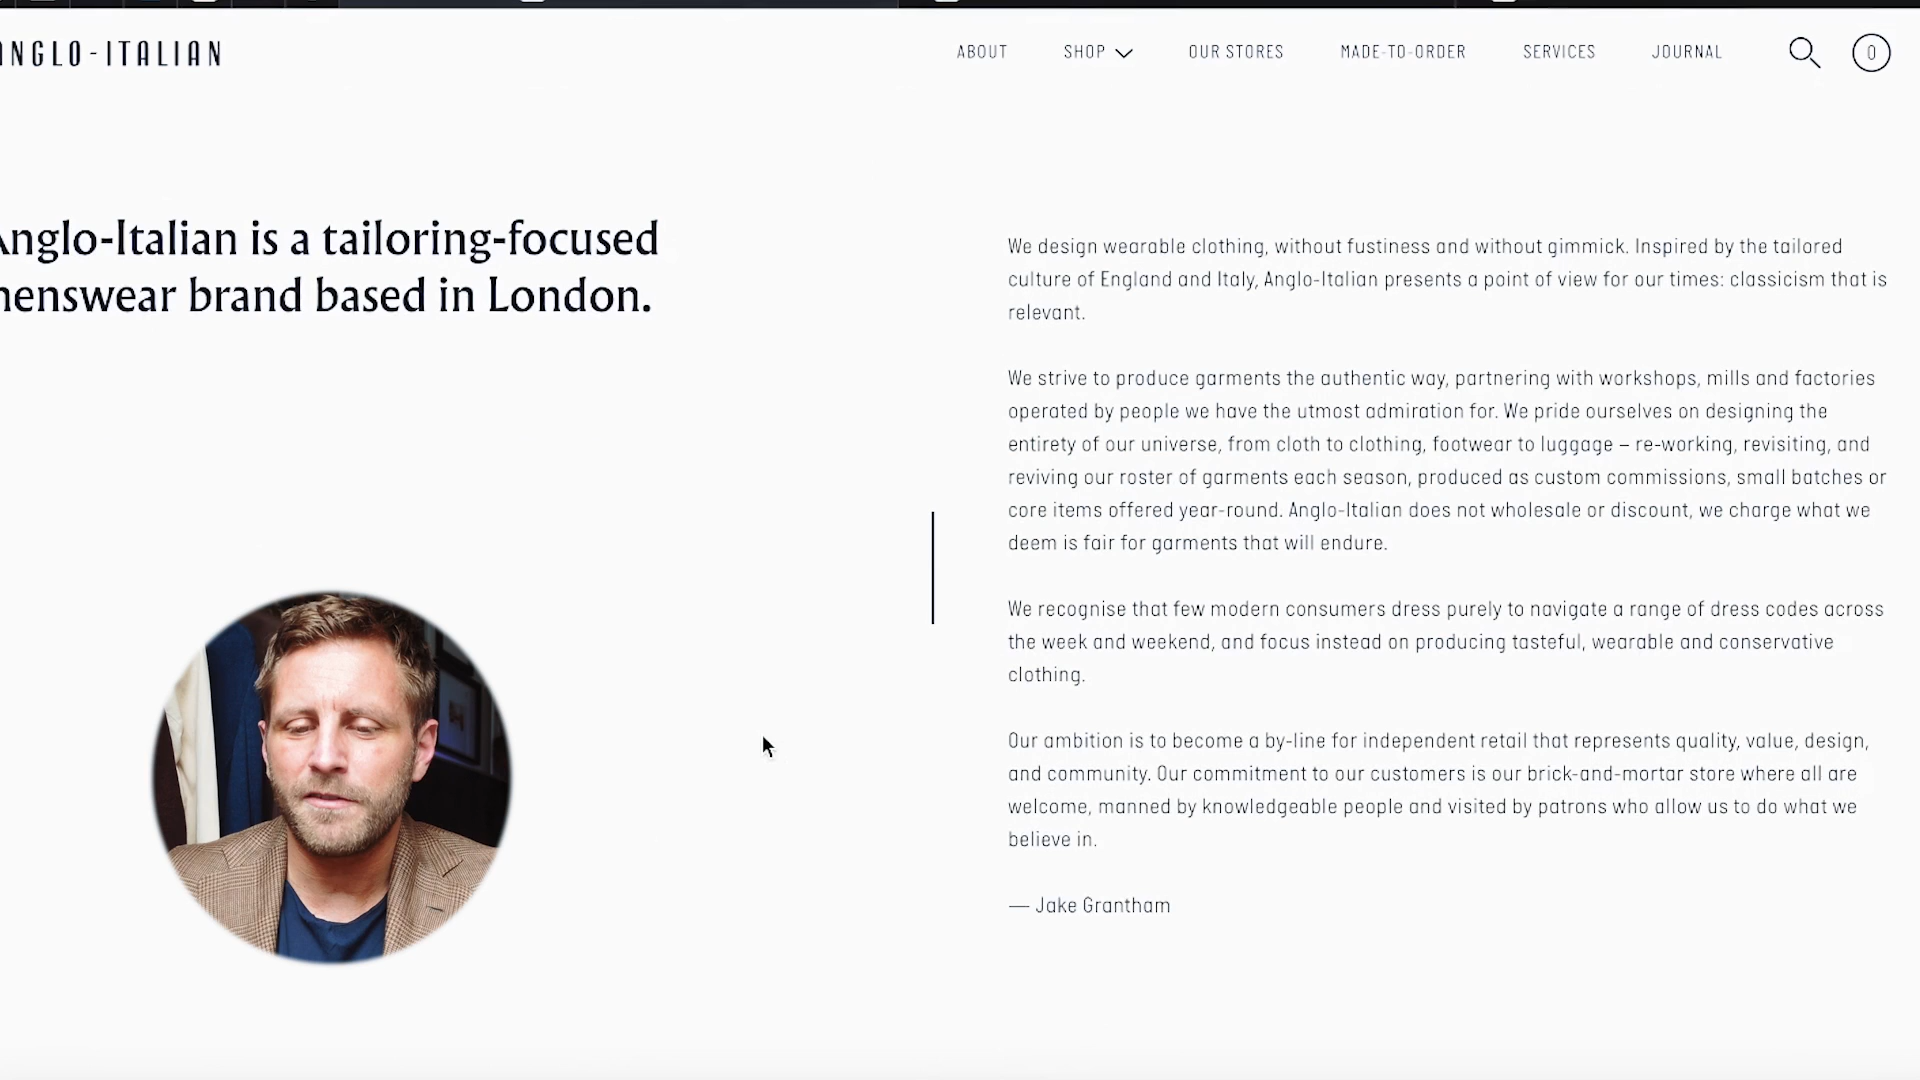 ANGLO-ITALIAN
ABOUT
SHOP
OUR STORES
MADE-TO-ORDER
SERVICES
JOURNAL
0
Anglo-Italian is a tailoring-focused
menswear brand based in London.
We design wearable clothing, without fustiness and without gimmick. Inspired by the tailored
culture of England and Italy, Anglo-Italian presents a point of view for our times: classicism that is
relevant.
We strive to produce garments the authentic way, partnering with workshops, mills and factories
operated by people we have the utmost admiration for. We pride ourselves on designing the
entirety of our universe, from cloth to clothing, footwear to luggage – re-working, revisiting, and
reviving our roster of garments each season, produced as custom commissions, small batches or
core items offered year-round. Anglo-Italian does not wholesale or discount, we charge what we
deem is fair for garments that will endure.
We recognise that few modern consumers dress purely to navigate a range of dress codes across
the week and weekend, and focus instead on producing tasteful, wearable and conservative
clothing.
Our ambition is to become a by-line for independent retail that represents quality, value, design,
and community. Our commitment to our customers is our brick-and-mortar store where all are
welcome, manned by knowledgeable people and visited by patrons who allow us to do what we
believe in.
— Jake Grantham